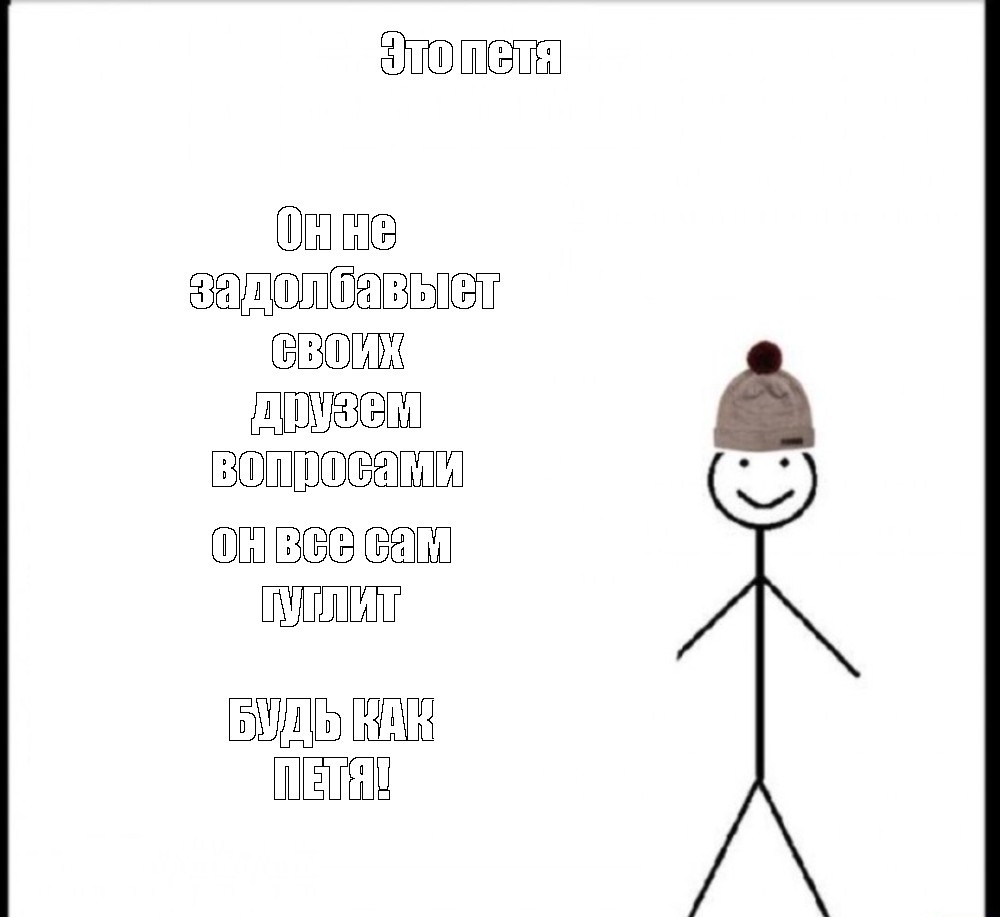 Это петя
Он не
задолбавыет
своих
друзем
вопросами
он все сам
гуглит
БУДЬ КАК
ПЕТЯ!